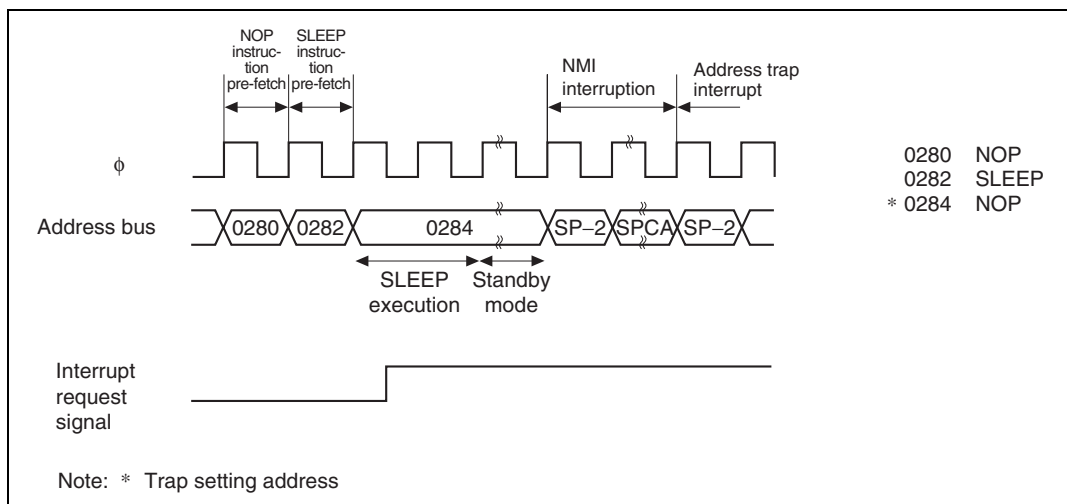 NOP
instruc-
tion
pre-fetch
SLEEP
instruc-
tion
pre-fetch
NMI
interruption
Address trap
interrupt
φ
0280 NOP
0282 SLEEP
* 0284 NOP
Address bus
0280
0282
0284
SP–2
SPCA
SP–2
SLEEP
execution
Standby
mode
Interrupt
request
signal
Note: * Trap setting address